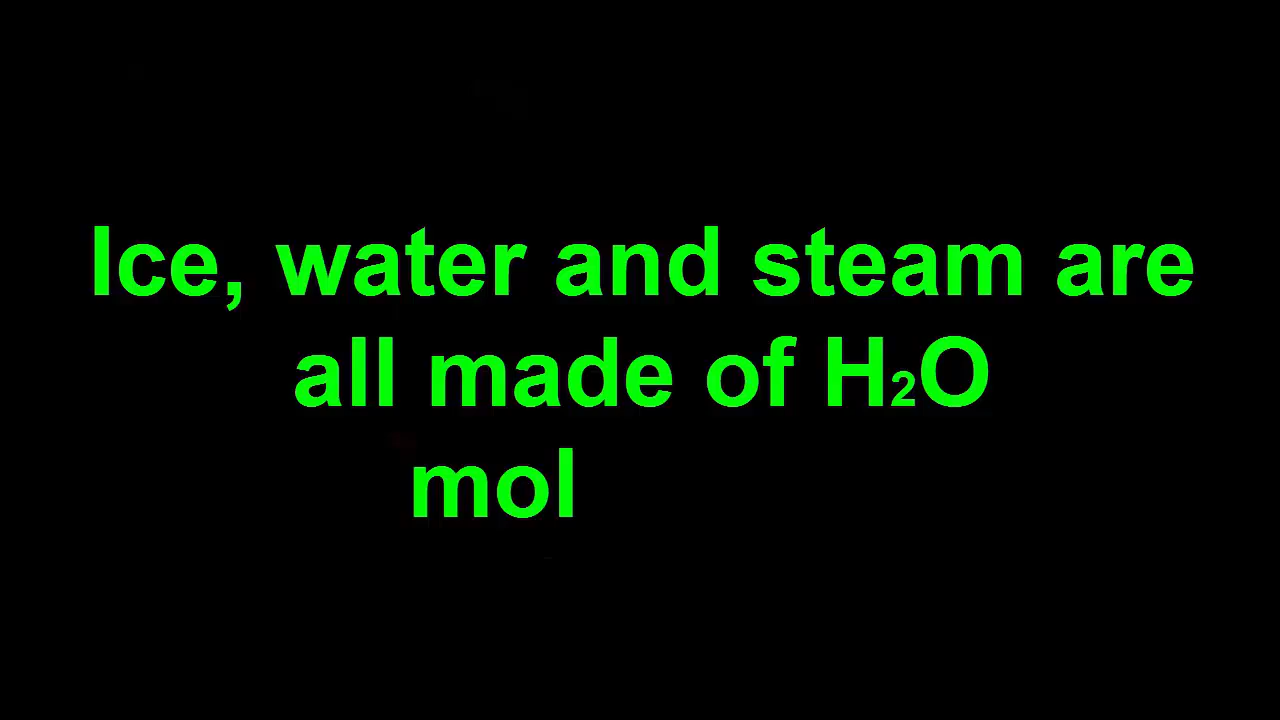 Ice, water and steam are
all made of H₂O
mol